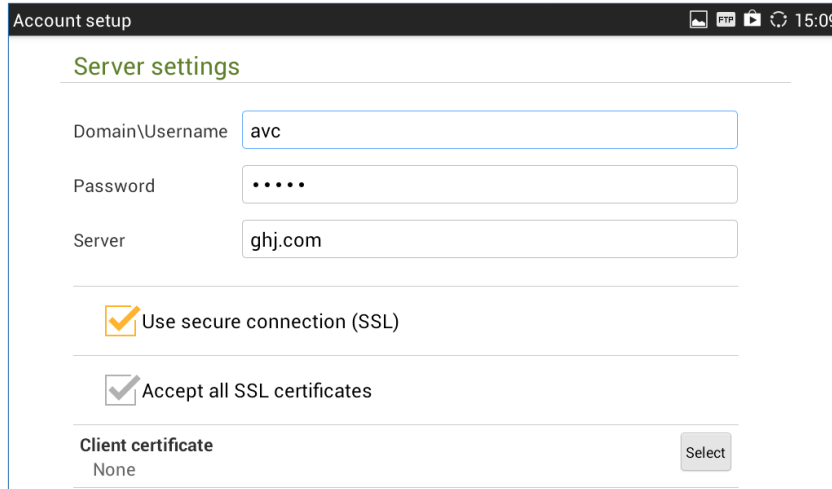 Account setup FTP 15:09
Server settings
Domain\Username avc
Password •••••
Server ghj.com
Use secure connection (SSL)
Accept all SSL certificates
Client certificate
Select
None